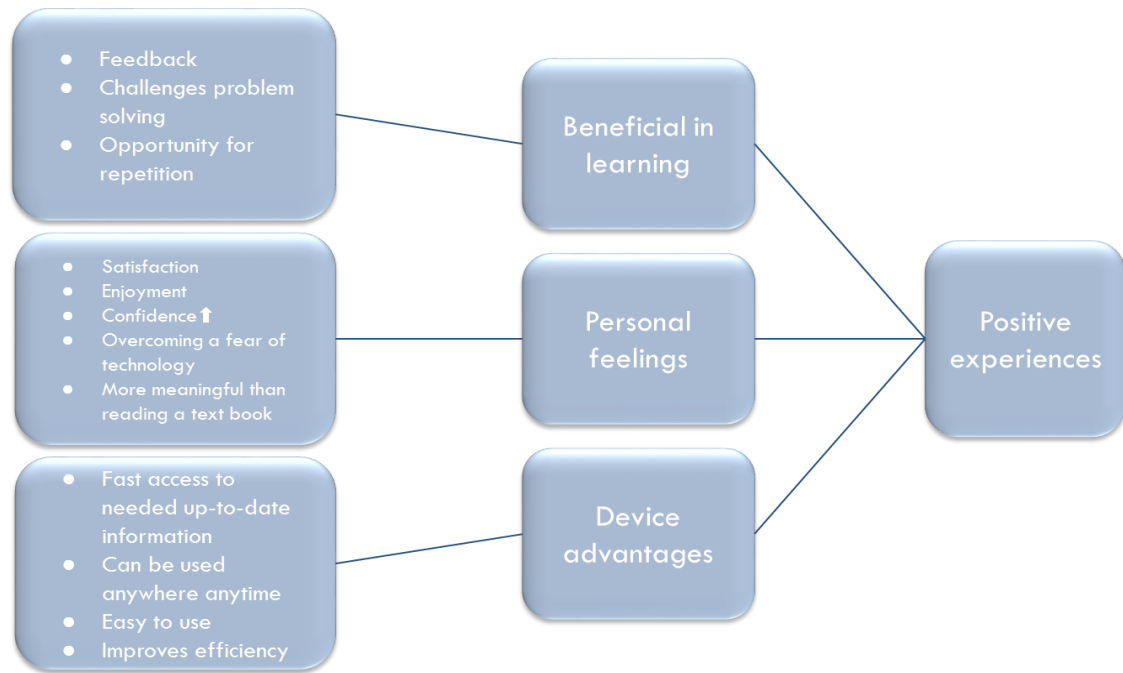 ● Feedback
● Challenges problem
solving
● Opportunity for
repetition
Beneficial in
learning
● Satisfaction
● Enjoyment
● Confidence⬆
● Overcoming a fear of
technology
● More meaningful than
reading a text book
Personal
feelings
Positive
experiences
● Fast access to
needed up-to-date
information
● Can be used
anywhere anytime
● Easy to use
● Improves efficiency
Device
advantages